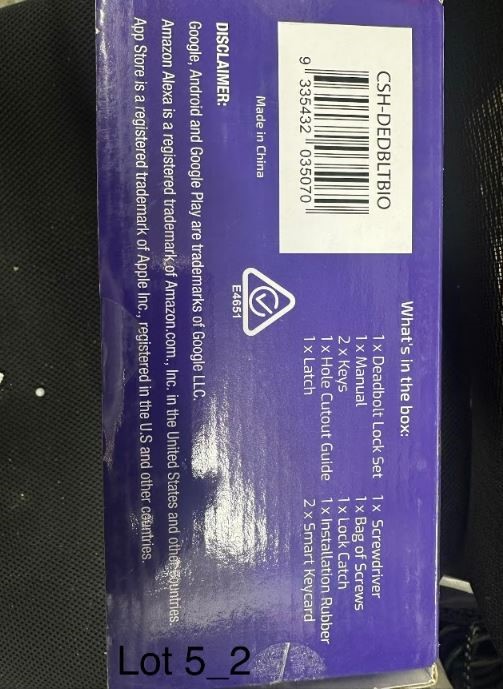 CSH-DEDBLTBIO
9 335432 035070
Made in China
What's in the box:
1 x Deadbolt Lock Set
1 x Manual
2 x Keys
1 x Hole Cutout Guide
1 x Latch
1 x Screwdriver
1 x Bag of Screws
1 x Lock Catch
1 x Installation Rubber
2 x Smart Keycard
E4651
DISCLAIMER:
Google, Android and Google Play are trademarks of Google LLC.
Amazon Alexa is a registered trademark of Amazon.com., Inc. in the United States and other countries.
App Store is a registered trademark of Apple Inc., registered in the U.S and other countries.
Lot 5_2